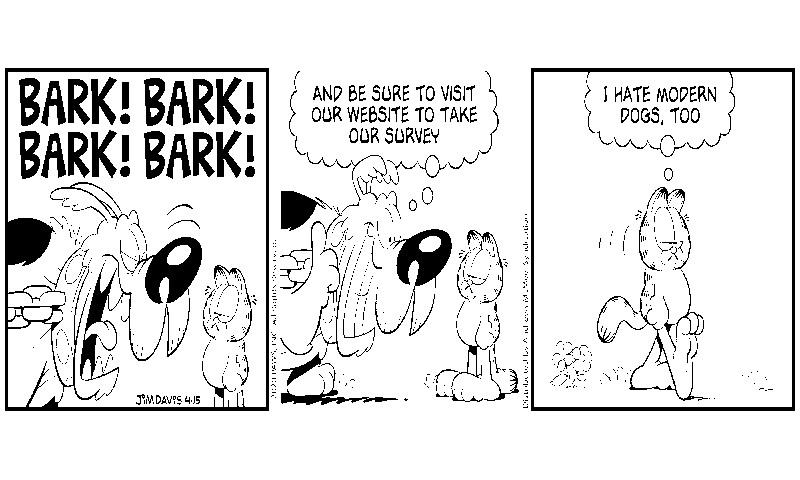 BARK! BARK!
BARK! BARK!
JIM DAVIS 4-15
AND BE SURE TO VISIT
OUR WEBSITE TO TAKE
OUR SURVEY
I HATE MODERN
DOGS, TOO